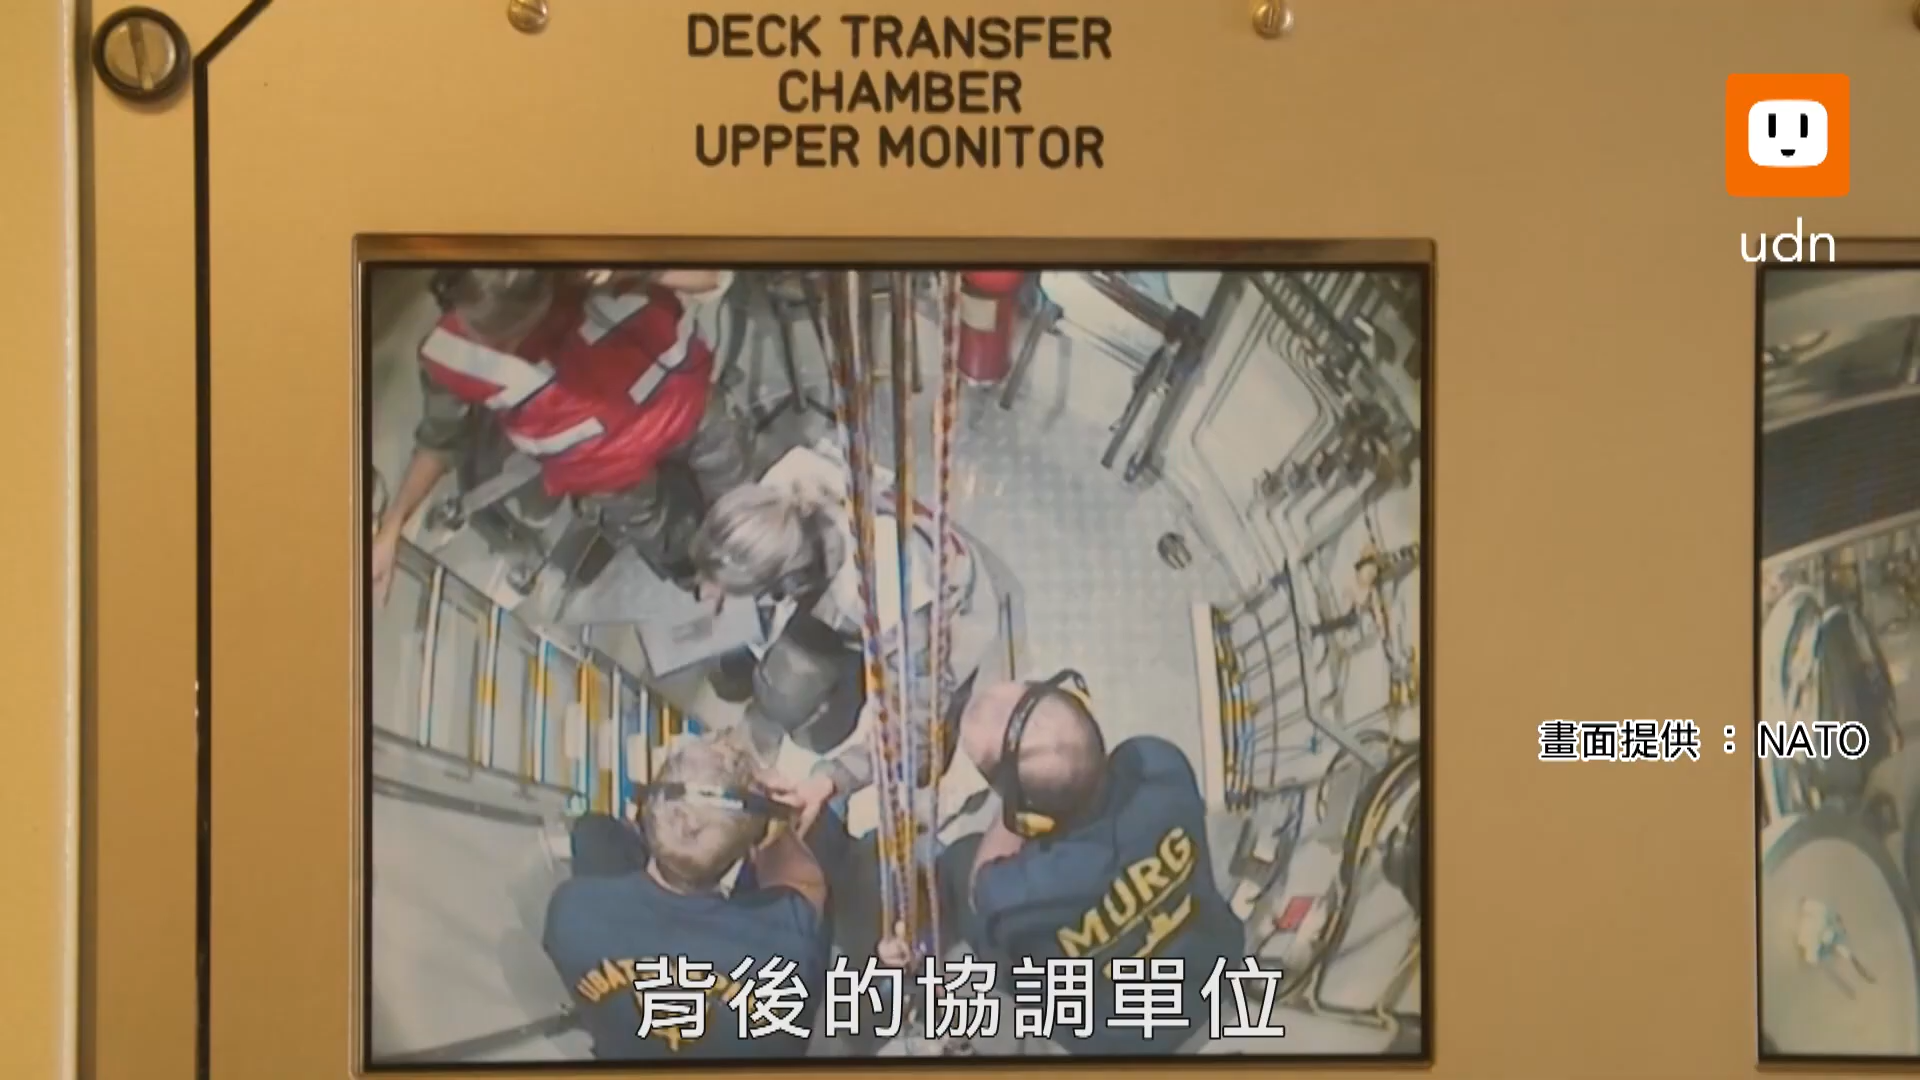 DECK TRANSFER
CHAMBER
UPPER MONITOR
udn
畫面提供 : NATO
MURG
背後的協調單位